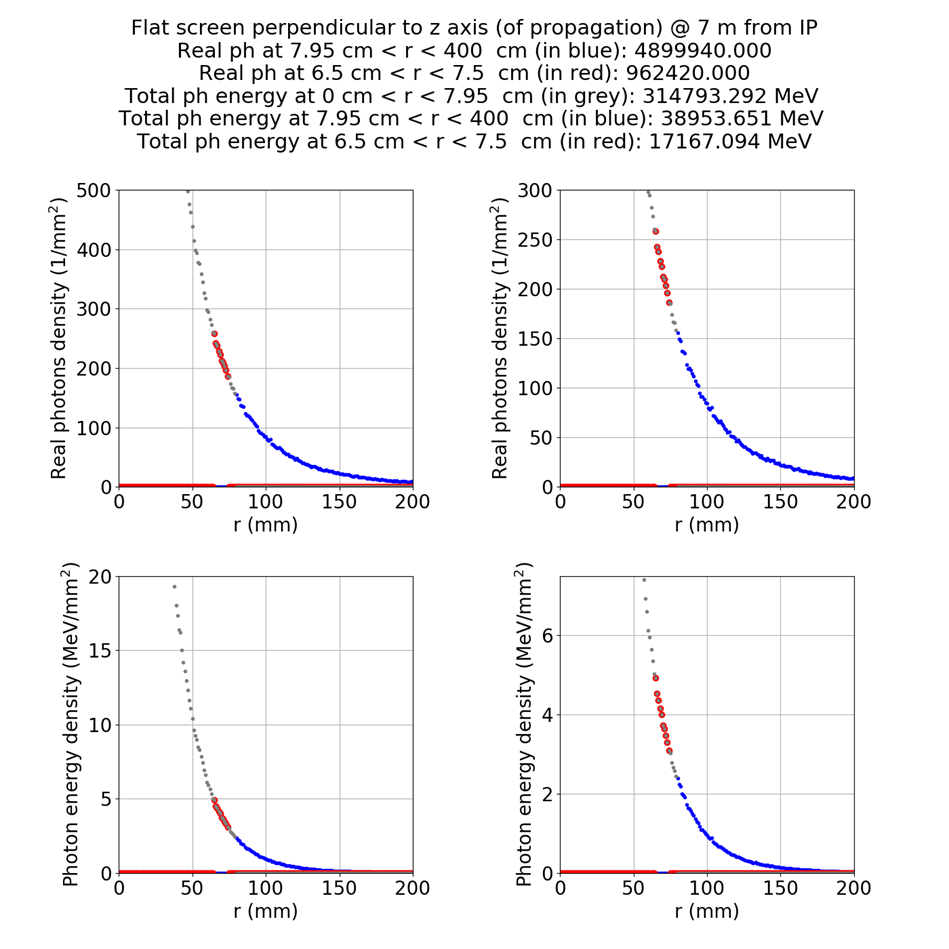 Flat screen perpendicular to z axis (of propagation) @ 7 m from IP
Real ph at 7.95 cm < r < 400  cm (in blue): 4899940.000
Real ph at 6.5 cm < r < 7.5  cm (in red): 962420.000
Total ph energy at 0 cm < r < 7.95  cm (in grey): 314793.292 MeV
Total ph energy at 7.95 cm < r < 400  cm (in blue): 38953.651 MeV
Total ph energy at 6.5 cm < r < 7.5  cm (in red): 17167.094 MeV
Real photons density (1/mm²)
500
400
300
200
100
0
0 50 100 150 200
r (mm)
Real photons density (1/mm²)
300
250
200
150
100
50
0
0 50 100 150 200
r (mm)
Photon energy density (MeV/mm²)
20
15
10
5
0
0 50 100 150 200
r (mm)
Photon energy density (MeV/mm²)
6
4
2
0
0 50 100 150 200
r (mm)